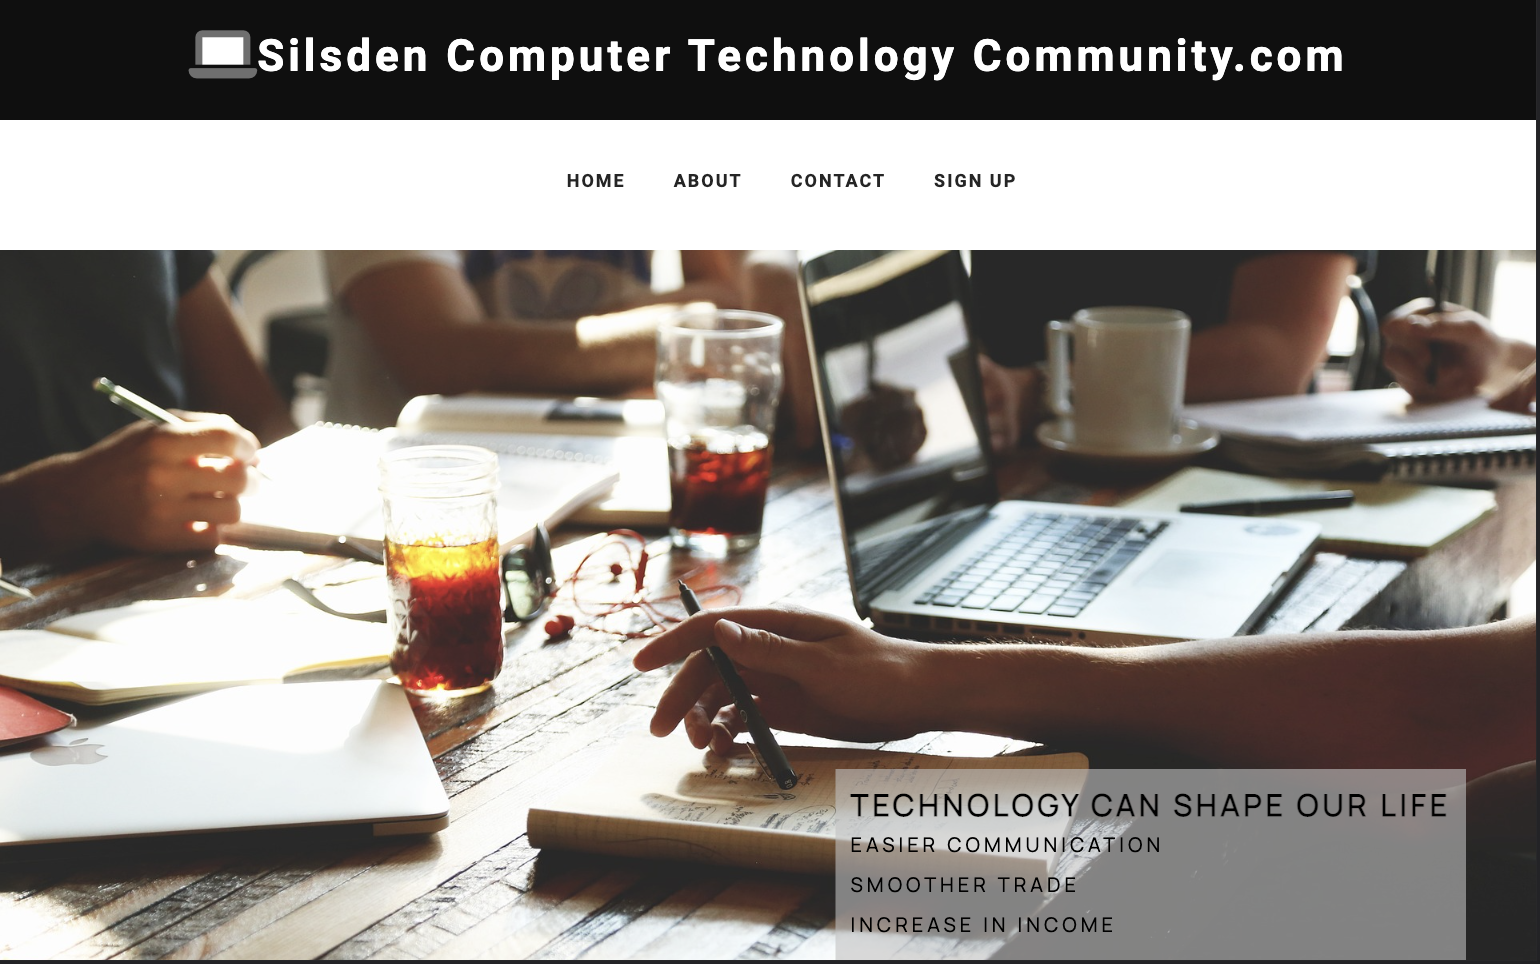 Silsden Computer Technology Community.com
HOME ABOUT CONTACT SIGN UP
TECHNOLOGY CAN SHAPE OUR LIFE
EASIER COMMUNICATION
SMOOTHER TRADE
INCREASE IN INCOME